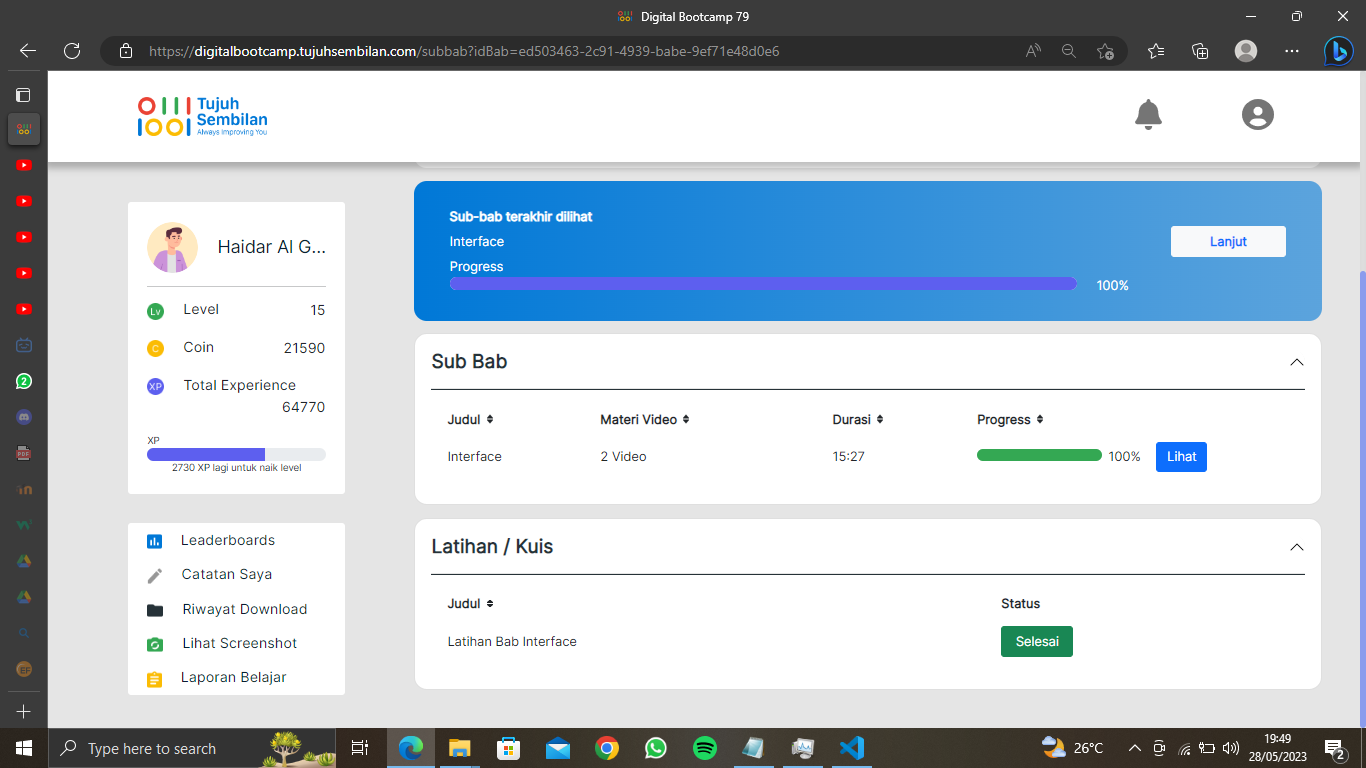 Digital Bootcamp 79
https://digitalbootcamp.tujuhsembilan.com/subbab?idBab=ed503463-2c91-4939-babe-9ef71e48d0e6
Tujuh
Sembilan
Always Improving You
Haidar Al G...
Lv Level 15
C Coin 21590
XP Total Experience
64770
XP
2730 XP lagi untuk naik level
Leaderboards
Catatan Saya
Riwayat Download
Lihat Screenshot
Laporan Belajar
Sub-bab terakhir dilihat
Interface
Lanjut
Progress
100%
Sub Bab
Judul Materi Video Durasi Progress
Interface 2 Video 15:27 100% Lihat
Latihan / Kuis
Judul Status
Latihan Bab Interface Selesai
Type here to search
26°C
19:49
28/05/2023
2